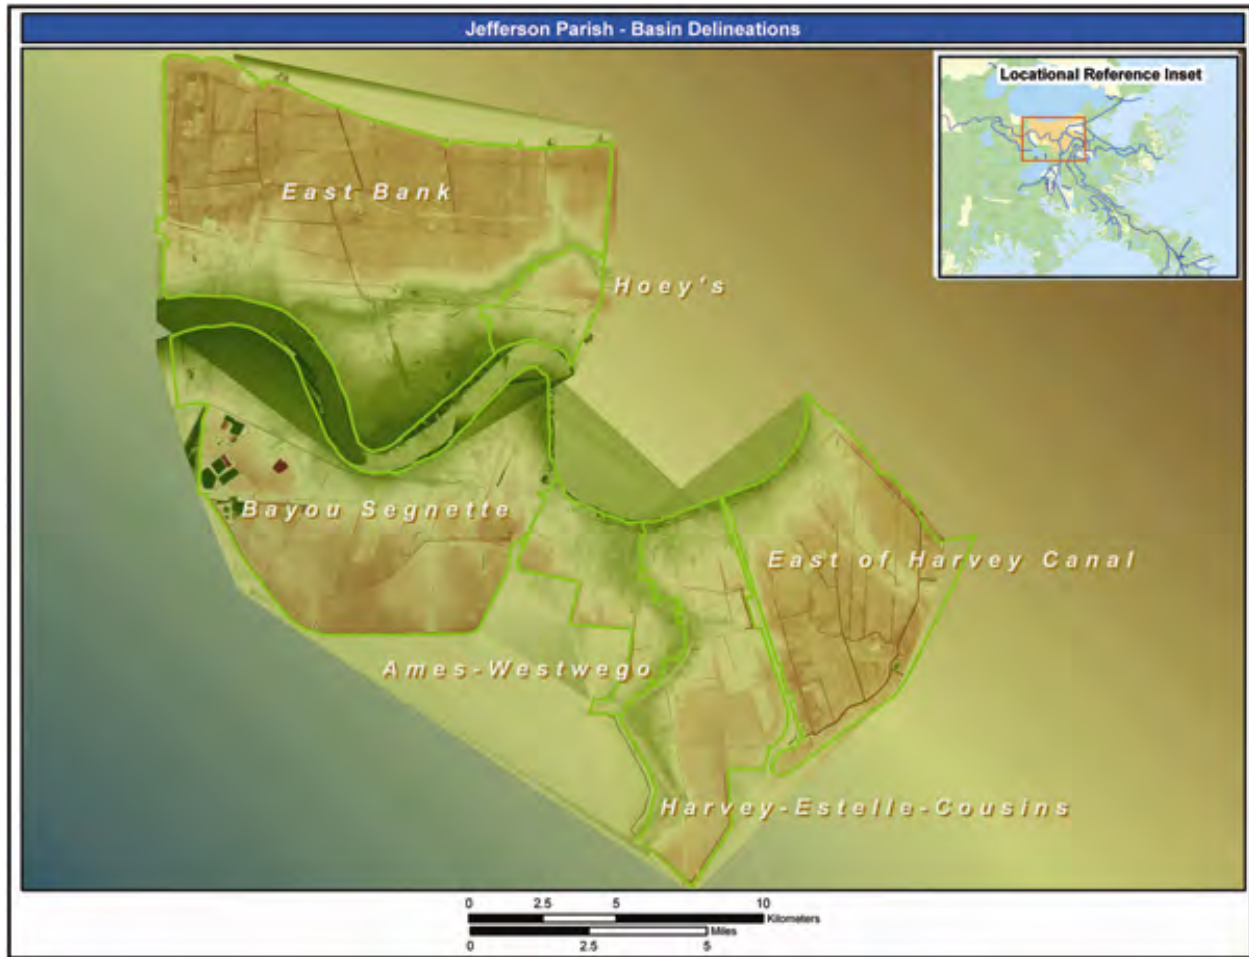 Jefferson Parish - Basin Delineations
Locational Reference Inset
East Bank
Hoey's
Bayou Segnette
East of Harvey Canal
Ames-Westwego
Harvey-Estelle-Cousins
0 2.5 5 10
Kilometers
Miles
0 2.5 5